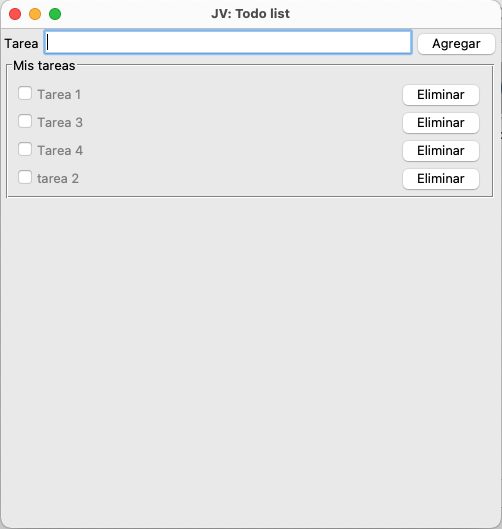 JV: Todo list
Tarea Agregar
Mis tareas
Tarea 1 Eliminar
Tarea 3 Eliminar
Tarea 4 Eliminar
tarea 2 Eliminar